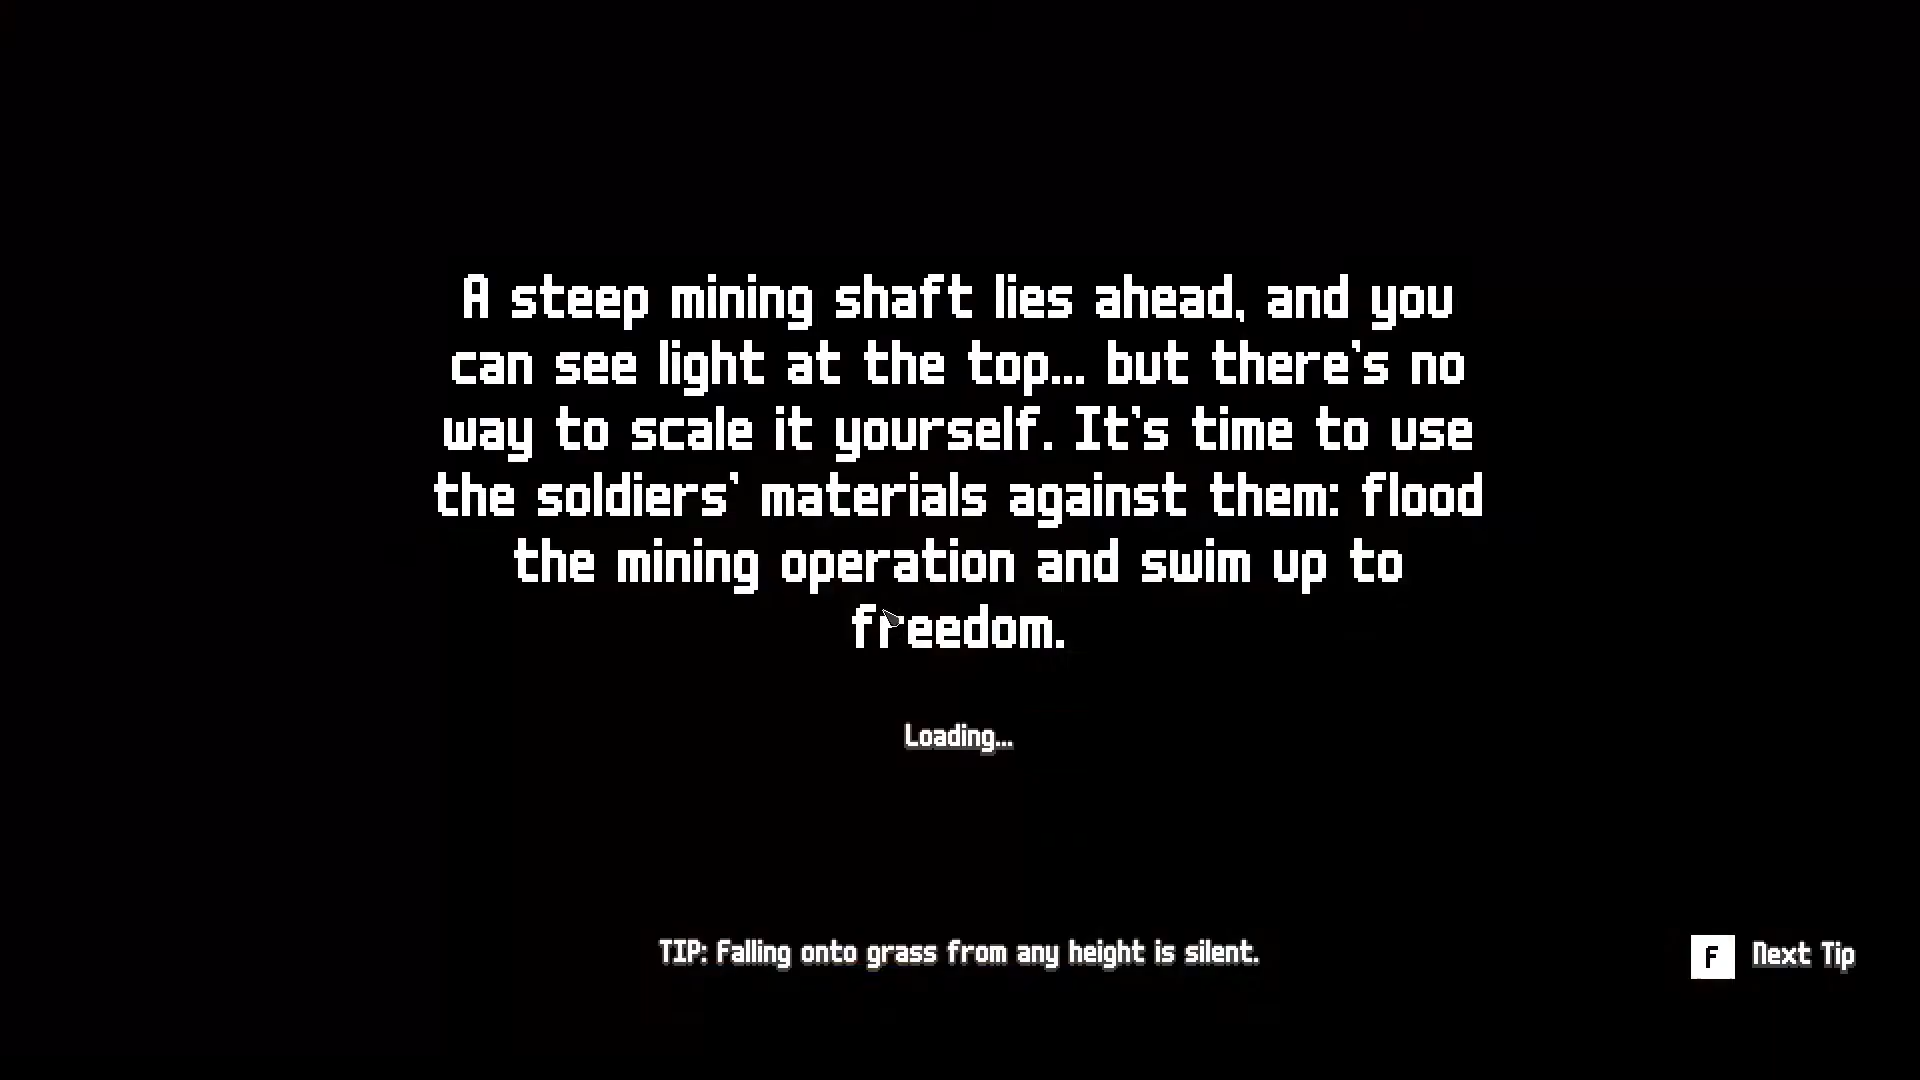 A steep mining shaft lies ahead, and you
can see light at the top... but there's no
way to scale it yourself. It's time to use
the soldiers' materials against them: flood
the mining operation and swim up to
freedom.
Loading...
TIP: Falling onto grass from any height is silent.
F Next Tip